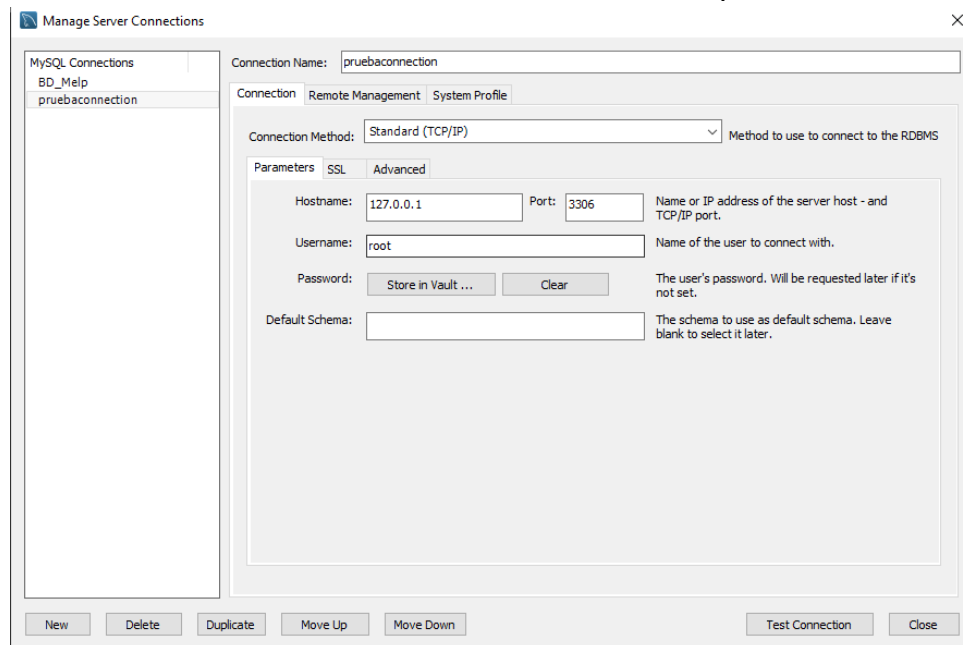 Manage Server Connections
MySQL Connections
BD_Melp
pruebaconnection
Connection Name: pruebaconnection
Connection Remote Management System Profile
Connection Method: Standard (TCP/IP) Method to use to connect to the RDBMS
Parameters SSL Advanced
Hostname: 127.0.0.1 Port: 3306 Name or IP address of the server host - and
TCP/IP port.
Username: root Name of the user to connect with.
Password: Store in Vault ... Clear The user's password. Will be requested later if it's
not set.
Default Schema: The schema to use as default schema. Leave
blank to select it later.
New Delete Duplicate Move Up Move Down Test Connection Close